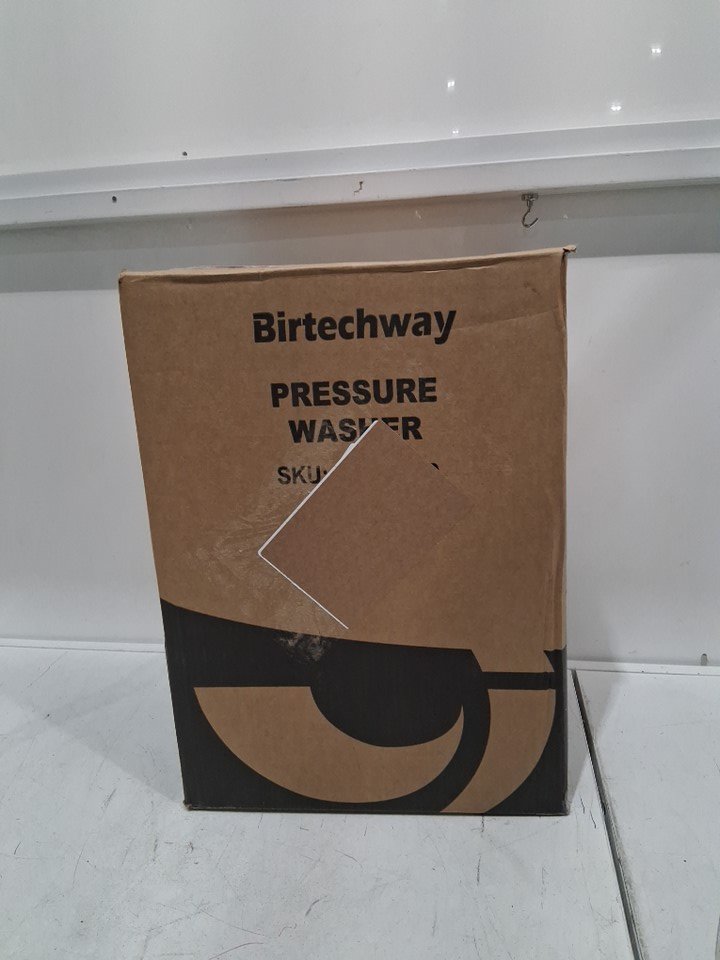 Birtechway
PRESSURE
WASHER
SKU: